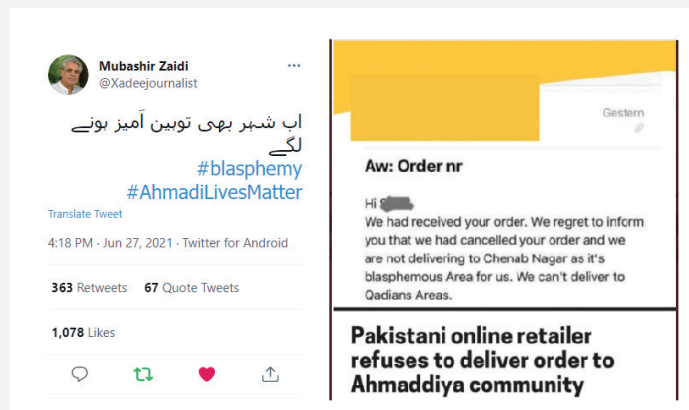 Mubashir Zaidi
@Xadeejournalist
اب شہر بھی توہین آمیز ہونے
لگے
#blasphemy
#AhmadiLivesMatter
Translate Tweet
4:18 PM · Jun 27, 2021 · Twitter for Android
363 Retweets 67 Quote Tweets
1,078 Likes
Gestern
Aw: Order nr
Hi
We had received your order. We regret to inform
you that we had cancelled your order and we
are not delivering to Chenab Nagar as it's
blasphemous Area for us. We can't deliver to
Qadians Areas.
Pakistani online retailer
refuses to deliver order to
Ahmaddiya community